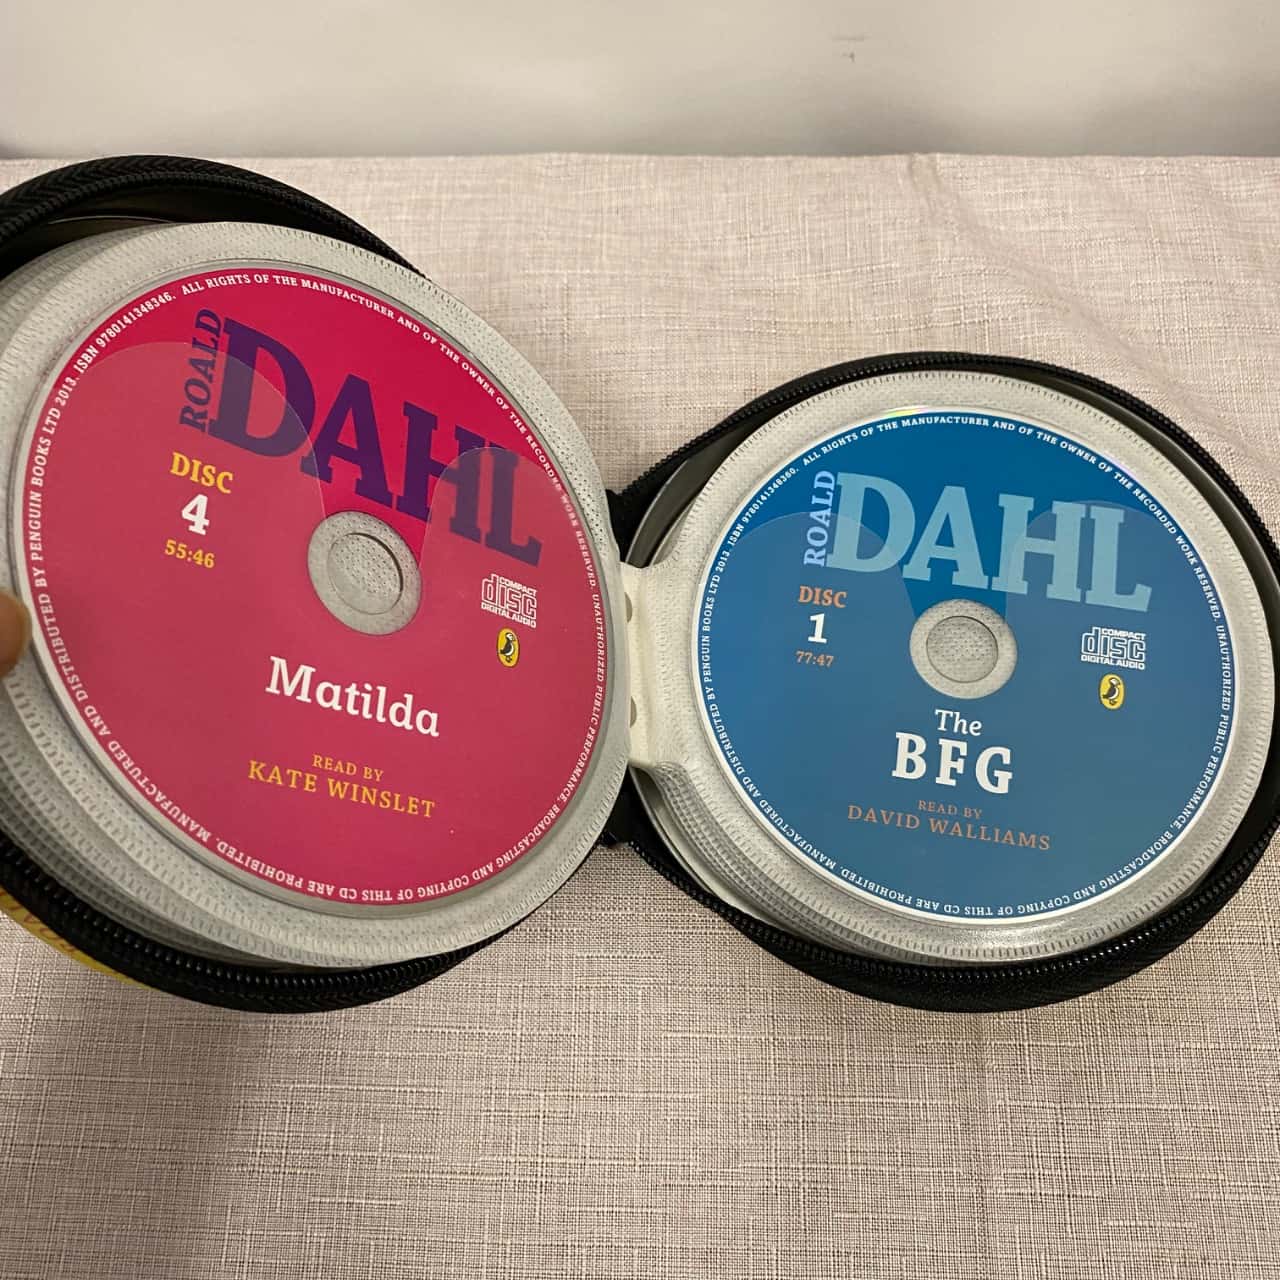 ROALD
DAHL
DISC
4
55:46
COMPACT
disc
DIGITAL AUDIO
Matilda
READ BY
KATE WINSLET
MANUFACTURED AND DISTRIBUTED BY PENGUIN BOOKS LTD 2013. ISBN 9780141348346. ALL RIGHTS OF THE MANUFACTURER AND OF THE OWNER OF THE RECORDED WORK RESERVED. UNAUTHORIZED PUBLIC PERFORMANCE, BROADCASTING AND COPYING OF THIS CD ARE PROHIBITED.
ROALD
DAHL
DISC
1
77:47
COMPACT
disc
DIGITAL AUDIO
The
BFG
READ BY
DAVID WALLIAMS
MANUFACTURED AND DISTRIBUTED BY PENGUIN BOOKS LTD 2013. ISBN 9780141348360. ALL RIGHTS OF THE MANUFACTURER AND OF THE OWNER OF THE RECORDED WORK RESERVED. UNAUTHORIZED PUBLIC PERFORMANCE, BROADCASTING AND COPYING OF THIS CD ARE PROHIBITED.